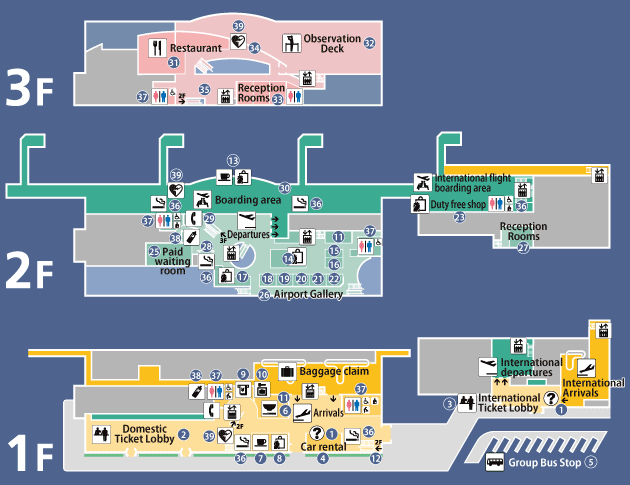 3F
39
Restaurant
34
Observation
Deck
32
31
37
2F
35
Reception
Rooms
33
2F
13
39
30
36
Boarding area
36
International flight
boarding area
Duty free shop
36
23
Reception
Rooms
27
37
29
38
Departures
3F
28
25
Paid
waiting
room
36
17
11
37
15
14
16
18
19
20
21
22
26
Airport Gallery
1F
38
37
9
10
Baggage claim
11
6
Arrivals
37
Domestic
Ticket Lobby
2
2F
39
36
7
8
1
Car rental
4
36
2F
12
International
departures
International
Arrivals
3
International
Ticket Lobby
1
Group Bus Stop
5